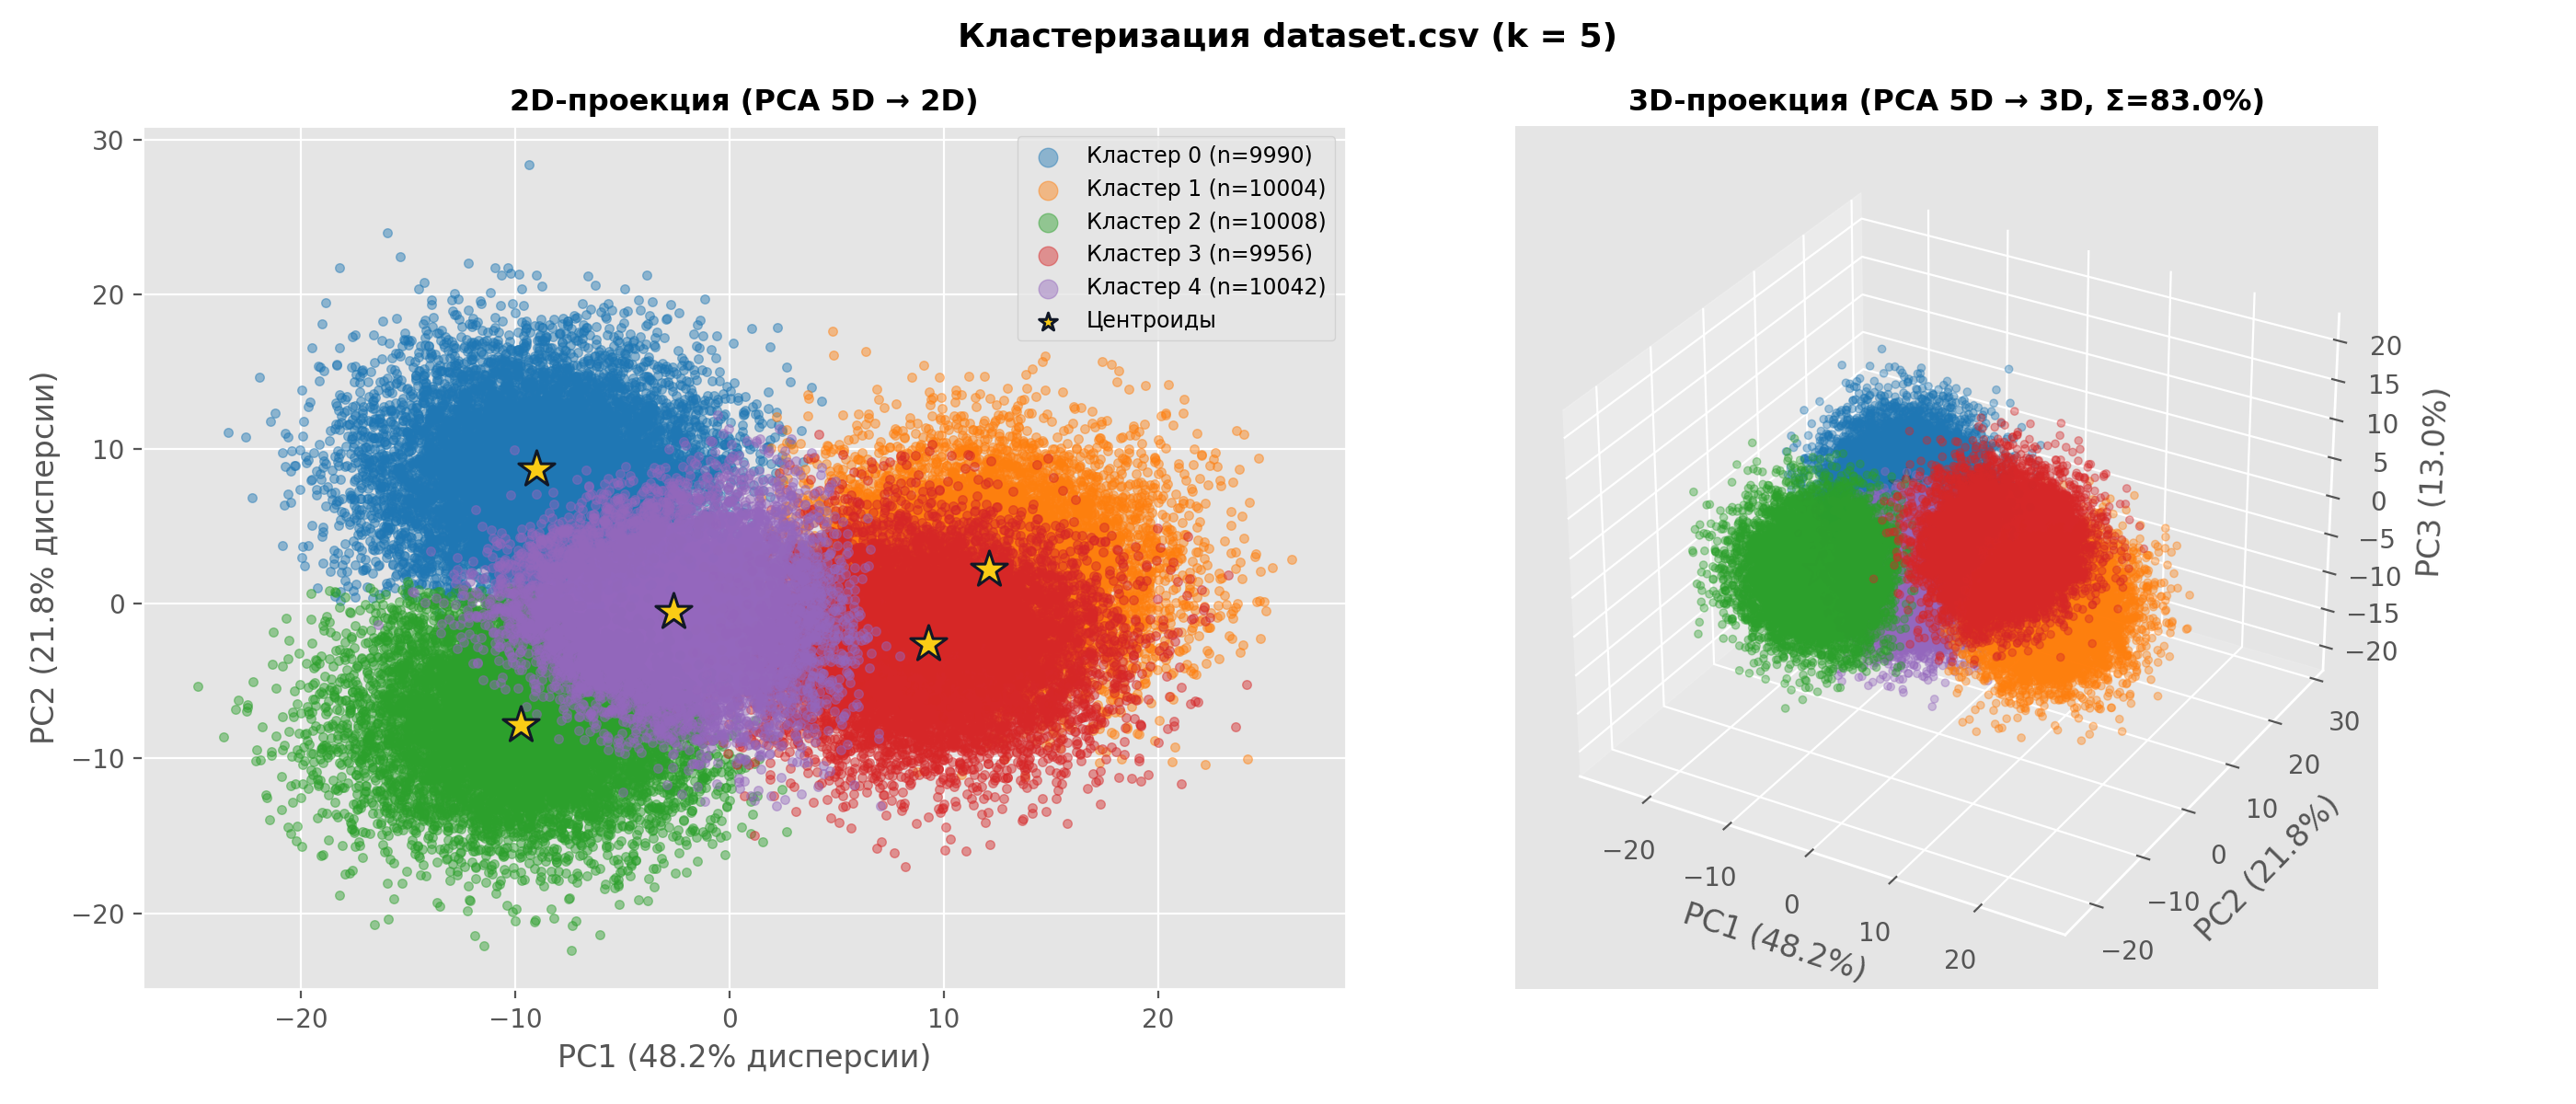 Кластеризация dataset.csv (k = 5)
2D-проекция (PCA 5D → 2D)
30
20
10
0
−10
−20
PC2 (21.8% дисперсии)
−20
−10
0
10
20
PC1 (48.2% дисперсии)
Кластер 0 (n=9990)
Кластер 1 (n=10004)
Кластер 2 (n=10008)
Кластер 3 (n=9956)
Кластер 4 (n=10042)
Центроиды
3D-проекция (PCA 5D → 3D, Σ=83.0%)
20
15
10
5
0
−5
−10
−15
−20
PC3 (13.0%)
30
20
10
0
−10
−20
PC2 (21.8%)
−20
−10
0
10
20
PC1 (48.2%)